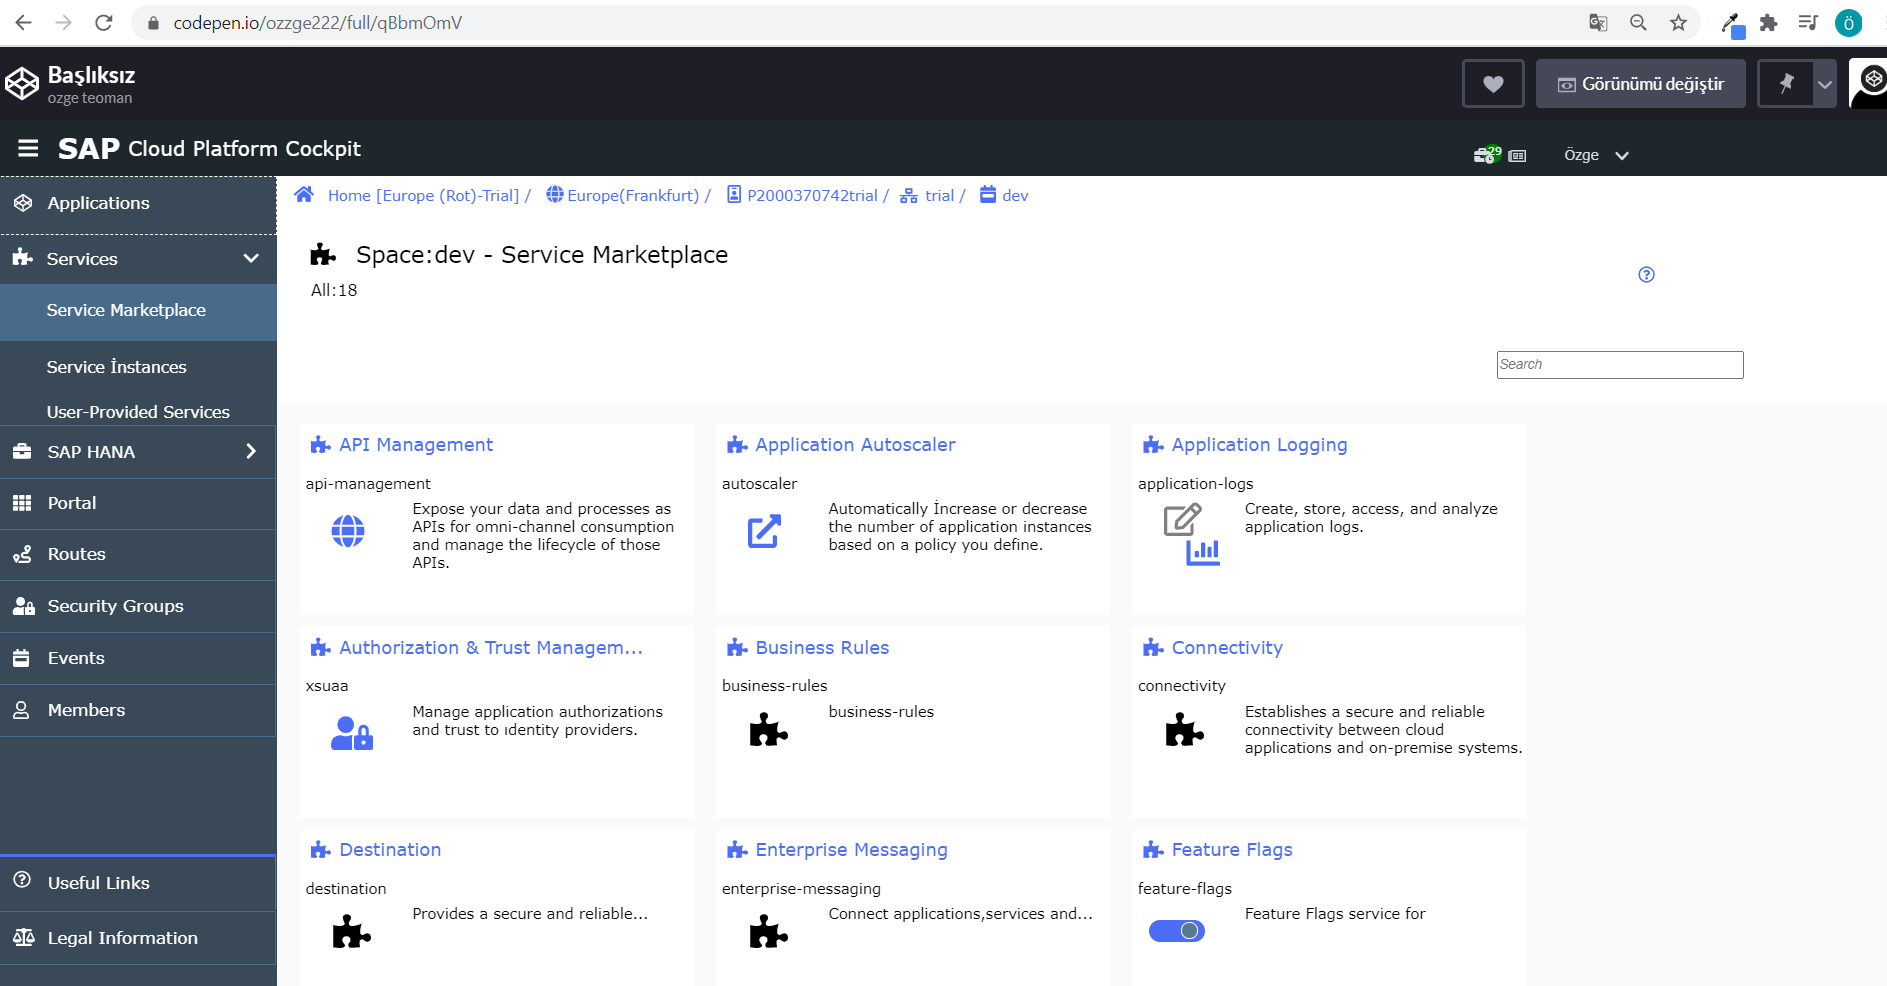 codepen.io/ozzge222/full/qBbmOmV
Ö
Başlıksız
ozge teoman
Görünümü değiştir
SAP Cloud Platform Cockpit
29
Özge
Applications
Services
Service Marketplace
Service İnstances
User-Provided Services
SAP HANA
Portal
Routes
Security Groups
Events
Members
Useful Links
Legal Information
Home [Europe (Rot)-Trial] / Europe(Frankfurt) / P2000370742trial / trial / dev
Space:dev - Service Marketplace
All:18
Search
API Management
api-management
Expose your data and processes as
APIs for omni-channel consumption
and manage the lifecycle of those
APIs.
Application Autoscaler
autoscaler
Automatically İncrease or decrease
the number of application instances
based on a policy you define.
Application Logging
application-logs
Create, store, access, and analyze
application logs.
Authorization & Trust Managem...
xsuaa
Manage application authorizations
and trust to ıdentity providers.
Business Rules
business-rules
business-rules
Connectivity
connectivity
Establishes a secure and reliable
connectivity between cloud
applications and on-premise systems.
Destination
destination
Provides a secure and reliable...
Enterprise Messaging
enterprise-messaging
Connect applications,services and...
Feature Flags
feature-flags
Feature Flags service for